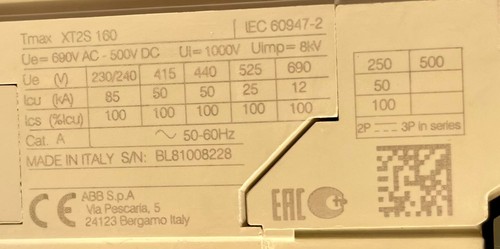 Tmax XT2S 160 IEC 60947-2
Ue= 690V AC - 500V DC Ui= 1000V Uimp= 8kV
Ue (V) 230/240 415 440 525 690 250 500
Icu (kA) 85 50 50 25 12 50
Ics (%Icu) 100 100 100 100 100 100
Cat. A 50-60Hz 2P 3P in series
MADE IN ITALY S/N: BL81008228
CE ABB S.p.A
Via Pescaria, 5
24123 Bergamo Italy
EAC